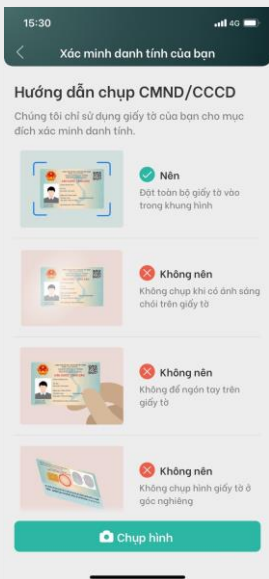 15:30
4G
Xác minh danh tính của bạn
Hướng dẫn chụp CMND/CCCD
Chúng tôi chỉ sử dụng giấy tờ của bạn cho mục
đích xác minh danh tính.
Nên
Đặt toàn bộ giấy tờ vào
trong khung hình
Không nên
Không chụp khi có ánh sáng
chói trên giấy tờ
Không nên
Không để ngón tay trên
giấy tờ
Không nên
Không chụp hình giấy tờ ở
góc nghiêng
Chụp hình